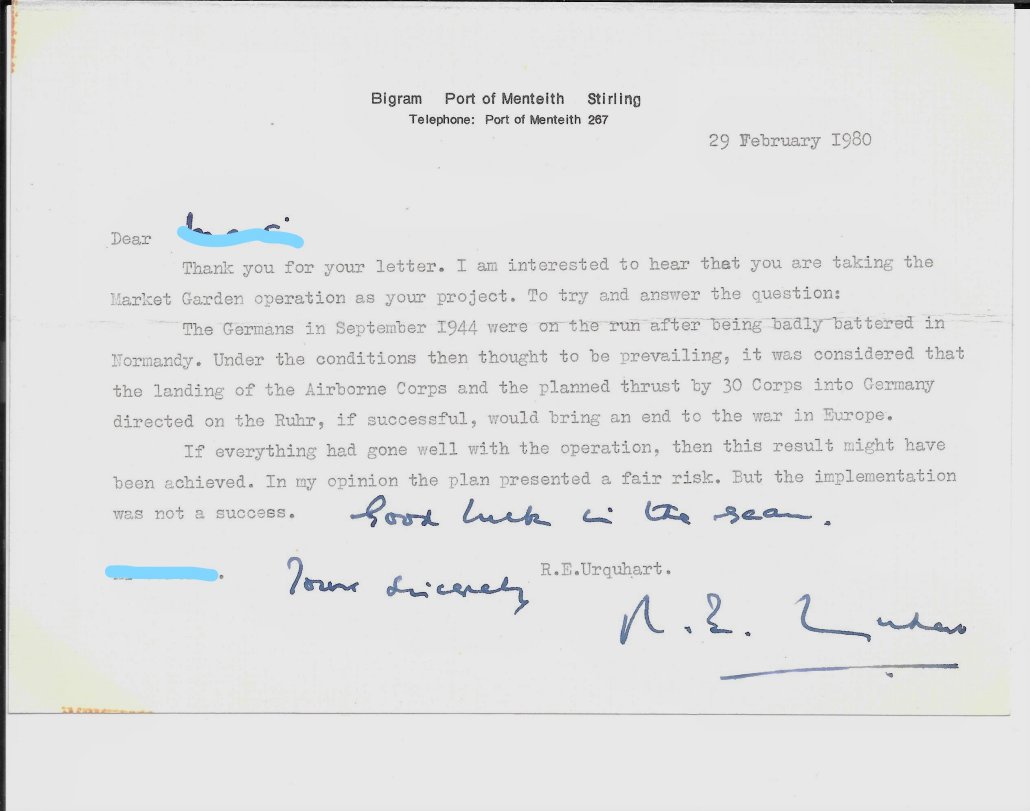 Bigram Port of Menteith Stirling
Telephone: Port of Menteith 267
29 February 1980
Dear
Thank you for your letter. I am interested to hear that you are taking the
Market Garden operation as your project. To try and answer the question:
The Germans in September 1944 were on the run after being badly battered in
Normandy. Under the conditions then thought to be prevailing, it was considered that
the landing of the Airborne Corps and the planned thrust by 30 Corps into Germany
directed on the Ruhr, if successful, would bring an end to the war in Europe.
If everything had gone well with the operation, then this result might have
been achieved. In my opinion the plan presented a fair risk. But the implementation
was not a success. Good luck in the
Yours sincerely
R.E.Urquhart.
R. E. Urquhart